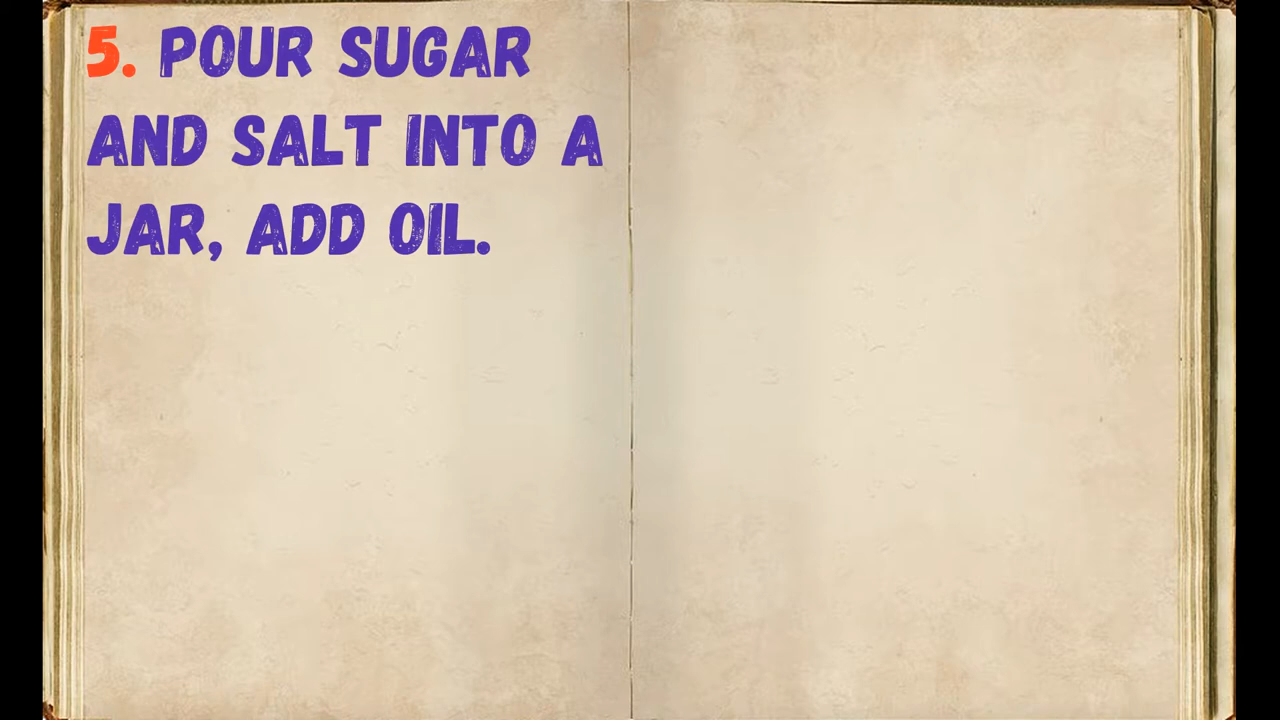 5. POUR SUGAR
AND SALT INTO A
JAR, ADD OIL.